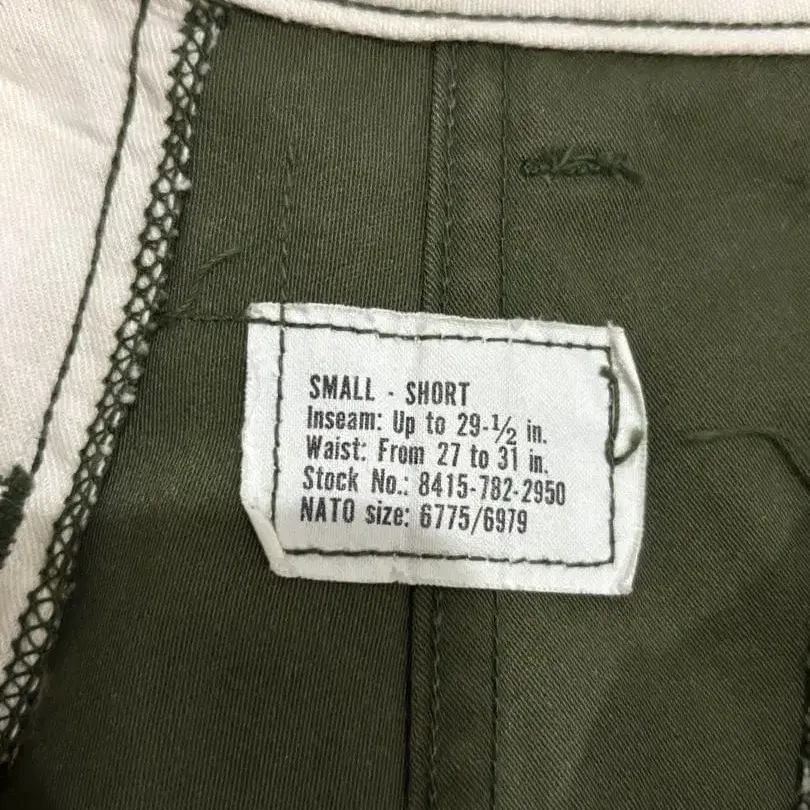 SMALL - SHORT
Inseam: Up to 29-1/2 in.
Waist: From 27 to 31 in.
Stock No.: 8415-782-2950
NATO size: 6775/6979